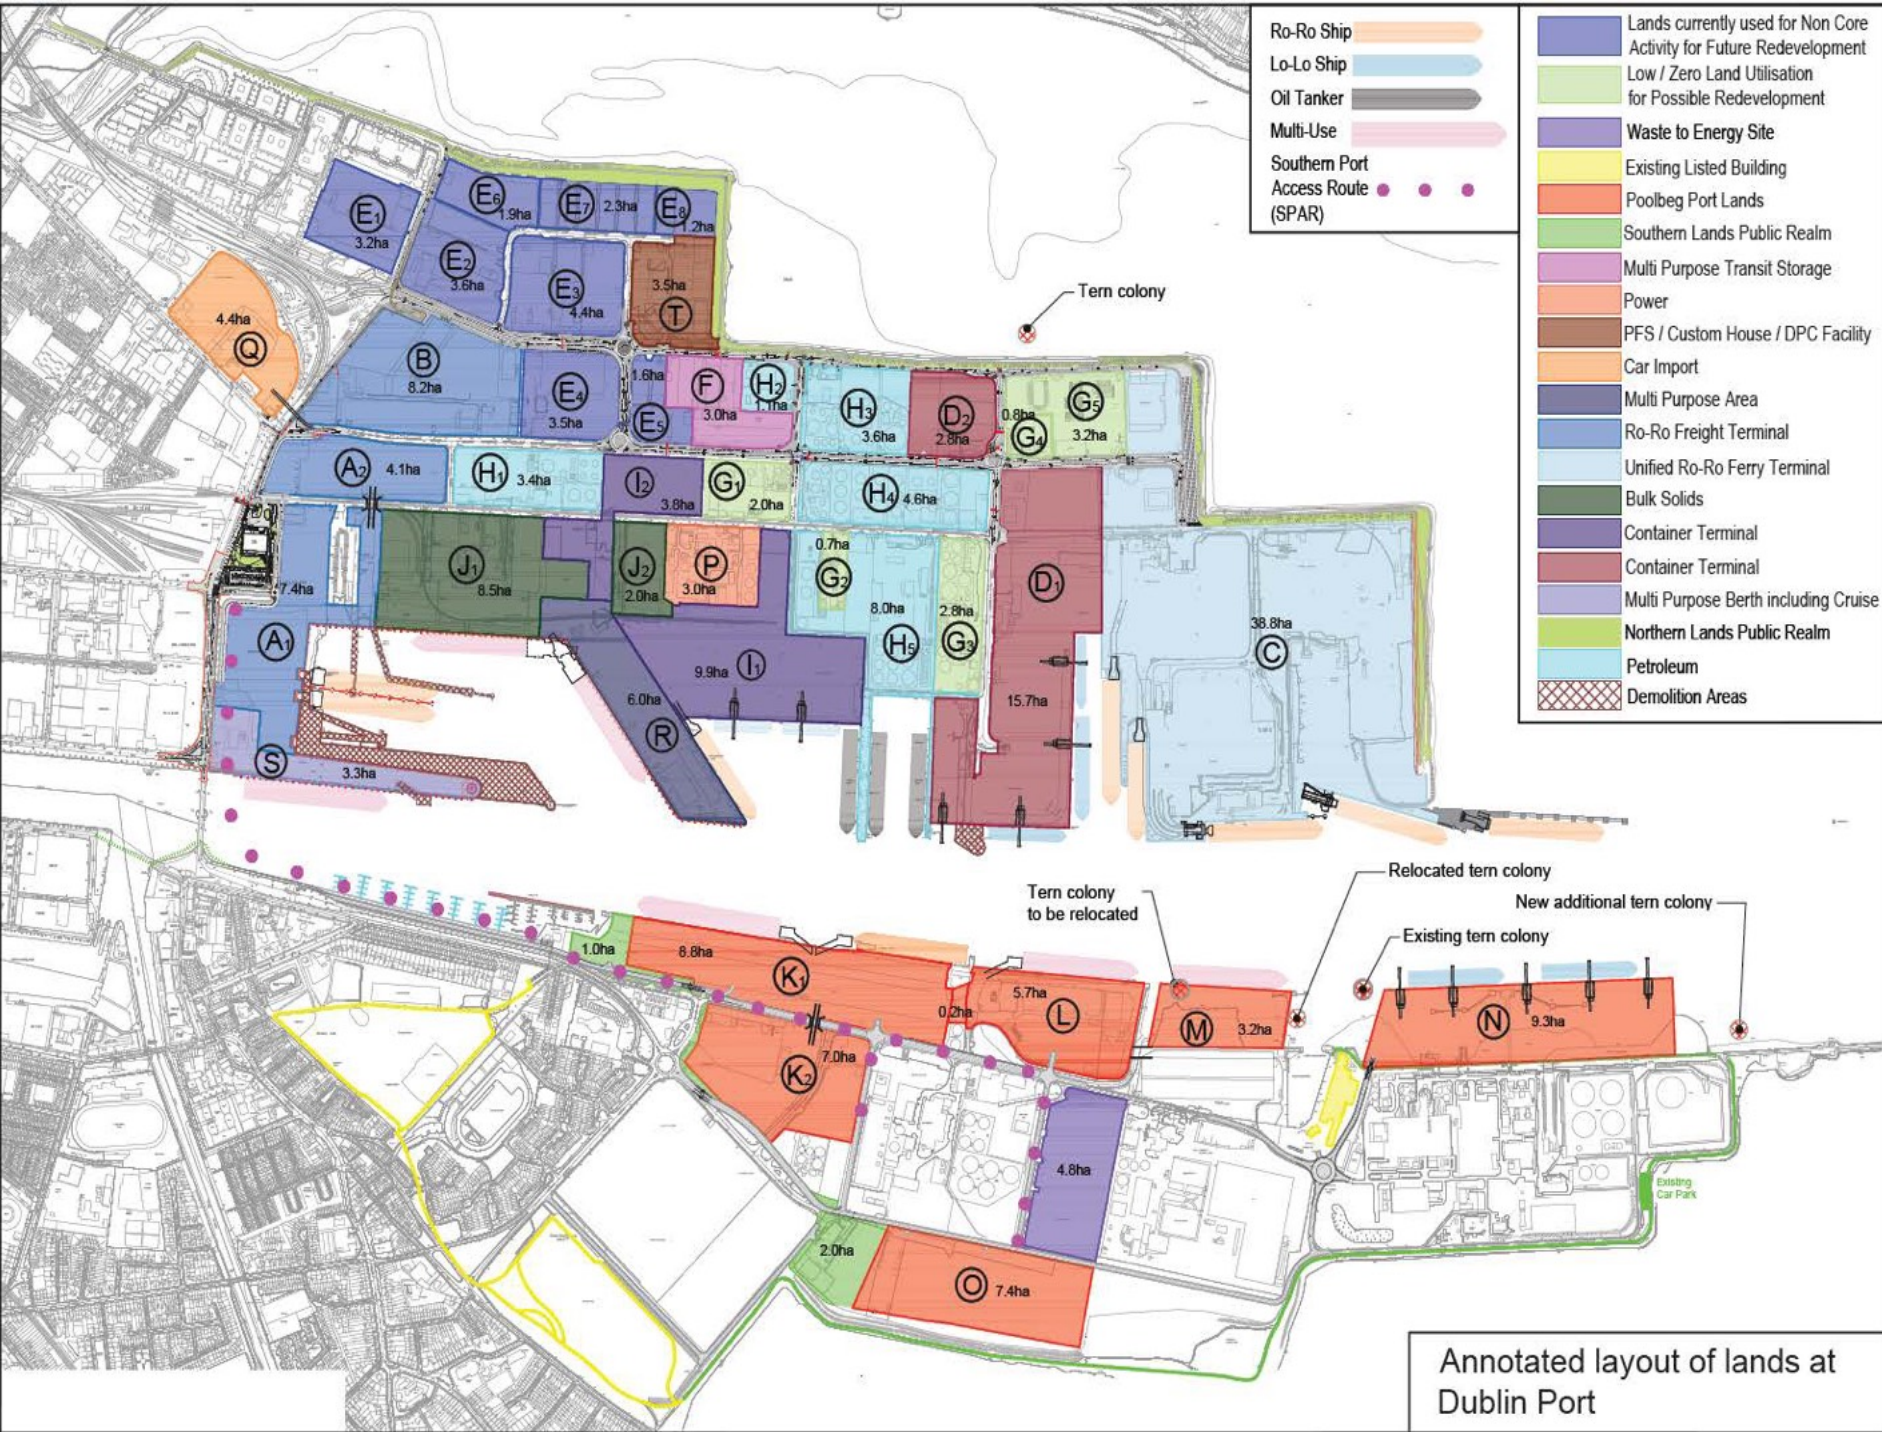 Ro-Ro Ship
Lo-Lo Ship
Oil Tanker
Multi-Use
Southern Port
Access Route
(SPAR)
Lands currently used for Non Core
Activity for Future Redevelopment
Low / Zero Land Utilisation
for Possible Redevelopment
Waste to Energy Site
Existing Listed Building
Poolbeg Port Lands
Southern Lands Public Realm
Multi Purpose Transit Storage
Power
PFS / Custom House / DPC Facility
Car Import
Multi Purpose Area
Ro-Ro Freight Terminal
Unified Ro-Ro Ferry Terminal
Bulk Solids
Container Terminal
Container Terminal
Multi Purpose Berth including Cruise
Northern Lands Public Realm
Petroleum
Demolition Areas
E1
3.2ha
E6
1.9ha
E7
2.3ha
E8
1.2ha
E2
3.6ha
E3
4.4ha
3.5ha
T
Tern colony
4.4ha
Q
B
8.2ha
E4
3.5ha
1.6ha
E5
F
3.0ha
H2
1.1ha
H3
3.6ha
D2
2.8ha
0.8ha
G4
G5
3.2ha
A2
4.1ha
H1
3.4ha
I2
3.8ha
G1
2.0ha
H4
4.6ha
7.4ha
A1
J1
8.5ha
J2
2.0ha
P
3.0ha
0.7ha
G2
8.0ha
H5
2.8ha
G3
D1
15.7ha
38.8ha
C
9.9ha
I1
6.0ha
R
S
3.3ha
Tern colony
to be relocated
Relocated tern colony
New additional tern colony
Existing tern colony
1.0ha
8.8ha
K1
0.2ha
5.7ha
L
M
3.2ha
N
9.3ha
7.0ha
K2
4.8ha
Existing
Car Park
2.0ha
O
7.4ha
Annotated layout of lands at
Dublin Port